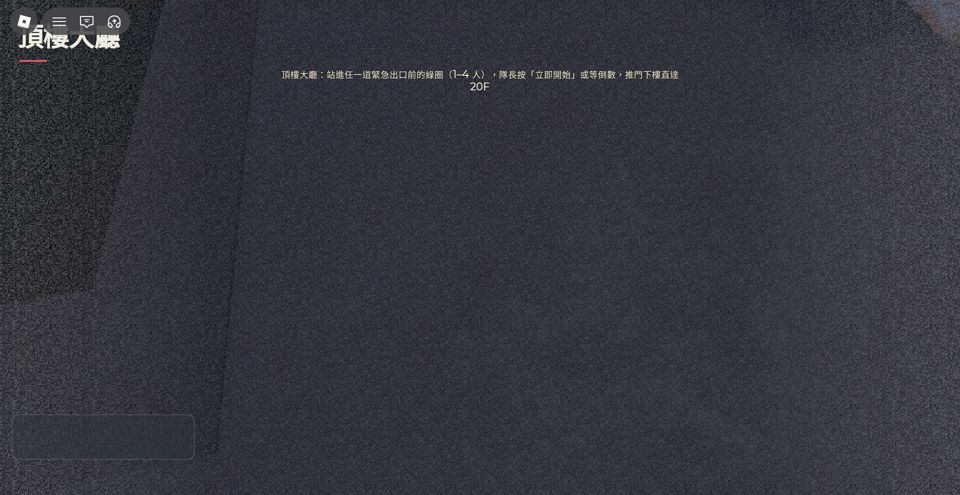 頂樓大廳
頂樓大廳：站進任一道緊急出口前的綠圈（1–4 人），隊長按「立即開始」或等倒數，推門下樓直達
20F